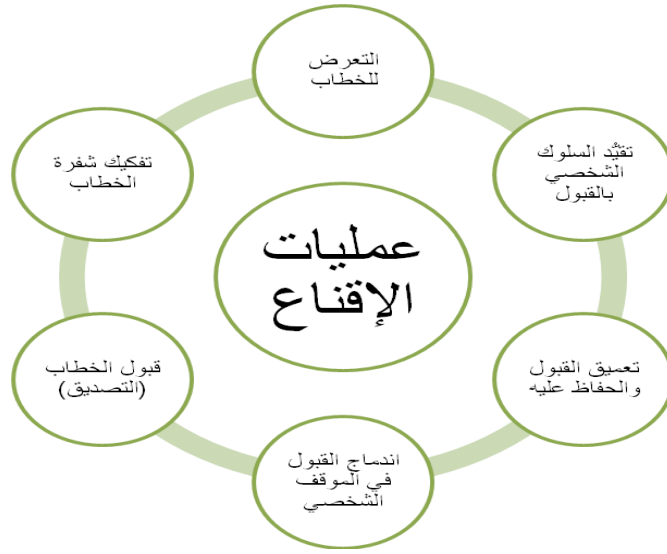 التعرض
للخطاب
تفكيك شفرة
الخطاب
قبول الخطاب
(التصديق)
اندماج القبول
في الموقف
الشخصي
تعميق القبول
والحفاظ عليه
تقيُّد السلوك
الشخصي
بالقبول
عمليات
الإقناع